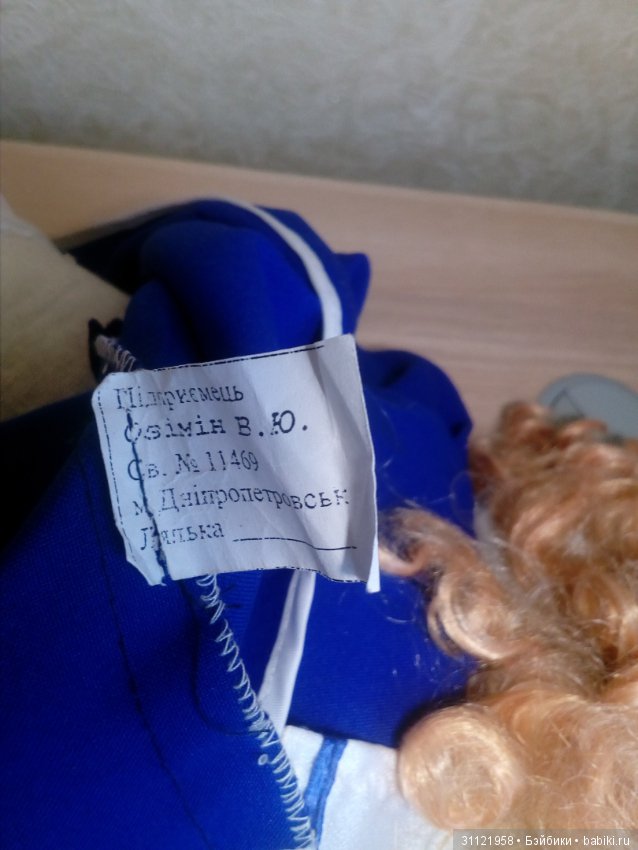 Підприємець
Озімін В.Ю.
Св. № 11469
м. Дніпропетровськ
Лялька
31121958 • Бэйбики • babiki.ru